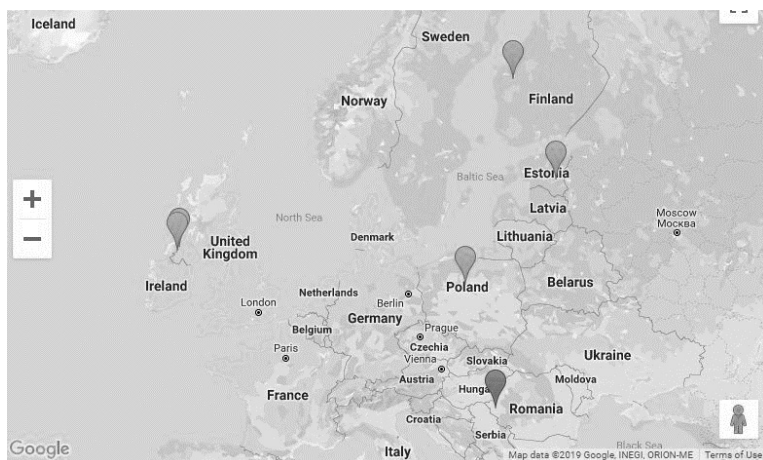 Iceland
Sweden
Finland
Norway
Estonia
Baltic Sea
Latvia
Moscow
Москва
North Sea
United
Kingdom
Denmark
Lithuania
Ireland
Netherlands
Berlin
Poland
Belarus
London
Germany
Belgium
Prague
Paris
Czechia
Vienna
Slovakia
Ukraine
Austria
Hunga
Moldova
France
Romania
Croatia
Serbia
Italy
Black Sea
Google
Map data ©2019 Google, INEGI, ORION-ME
Terms of Use